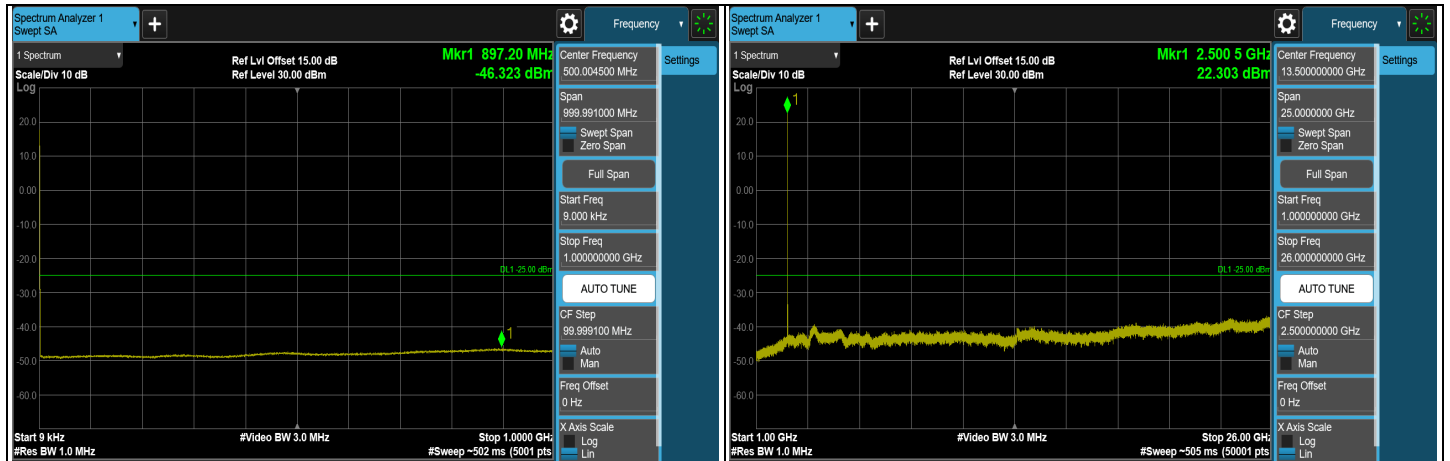 Spectrum Analyzer 1
Swept SA
+
Frequency
1 Spectrum
Scale/Div 10 dB
Log
Ref Lvl Offset 15.00 dB
Ref Level 30.00 dBm
Mkr1 897.20 MHz
-46.323 dBm
20.0
10.0
0.00
-10.0
-20.0
-30.0
-40.0
-50.0
-60.0
DL1 -25.00 dBm
1
Start 9 kHz
#Res BW 1.0 MHz
#Video BW 3.0 MHz
Stop 1.0000 GHz
#Sweep ~502 ms (5001 pts
Center Frequency
500.004500 MHz
Span
999.991000 MHz
Swept Span
Zero Span
Full Span
Start Freq
9.000 kHz
Stop Freq
1.000000000 GHz
AUTO TUNE
CF Step
99.999100 MHz
Auto
Man
Freq Offset
0 Hz
X Axis Scale
Log
Lin
Settings
Spectrum Analyzer 1
Swept SA
+
Frequency
1 Spectrum
Scale/Div 10 dB
Log
Ref Lvl Offset 15.00 dB
Ref Level 30.00 dBm
Mkr1 2.500 5 GHz
22.303 dBm
1
20.0
10.0
0.00
-10.0
-20.0
-30.0
-40.0
-50.0
-60.0
DL1 -25.00 dBm
Start 1.00 GHz
#Res BW 1.0 MHz
#Video BW 3.0 MHz
Stop 26.00 GHz
#Sweep ~505 ms (50001 pts
Center Frequency
13.500000000 GHz
Span
25.0000000 GHz
Swept Span
Zero Span
Full Span
Start Freq
1.000000000 GHz
Stop Freq
26.000000000 GHz
AUTO TUNE
CF Step
2.500000000 GHz
Auto
Man
Freq Offset
0 Hz
X Axis Scale
Log
Lin
Settings